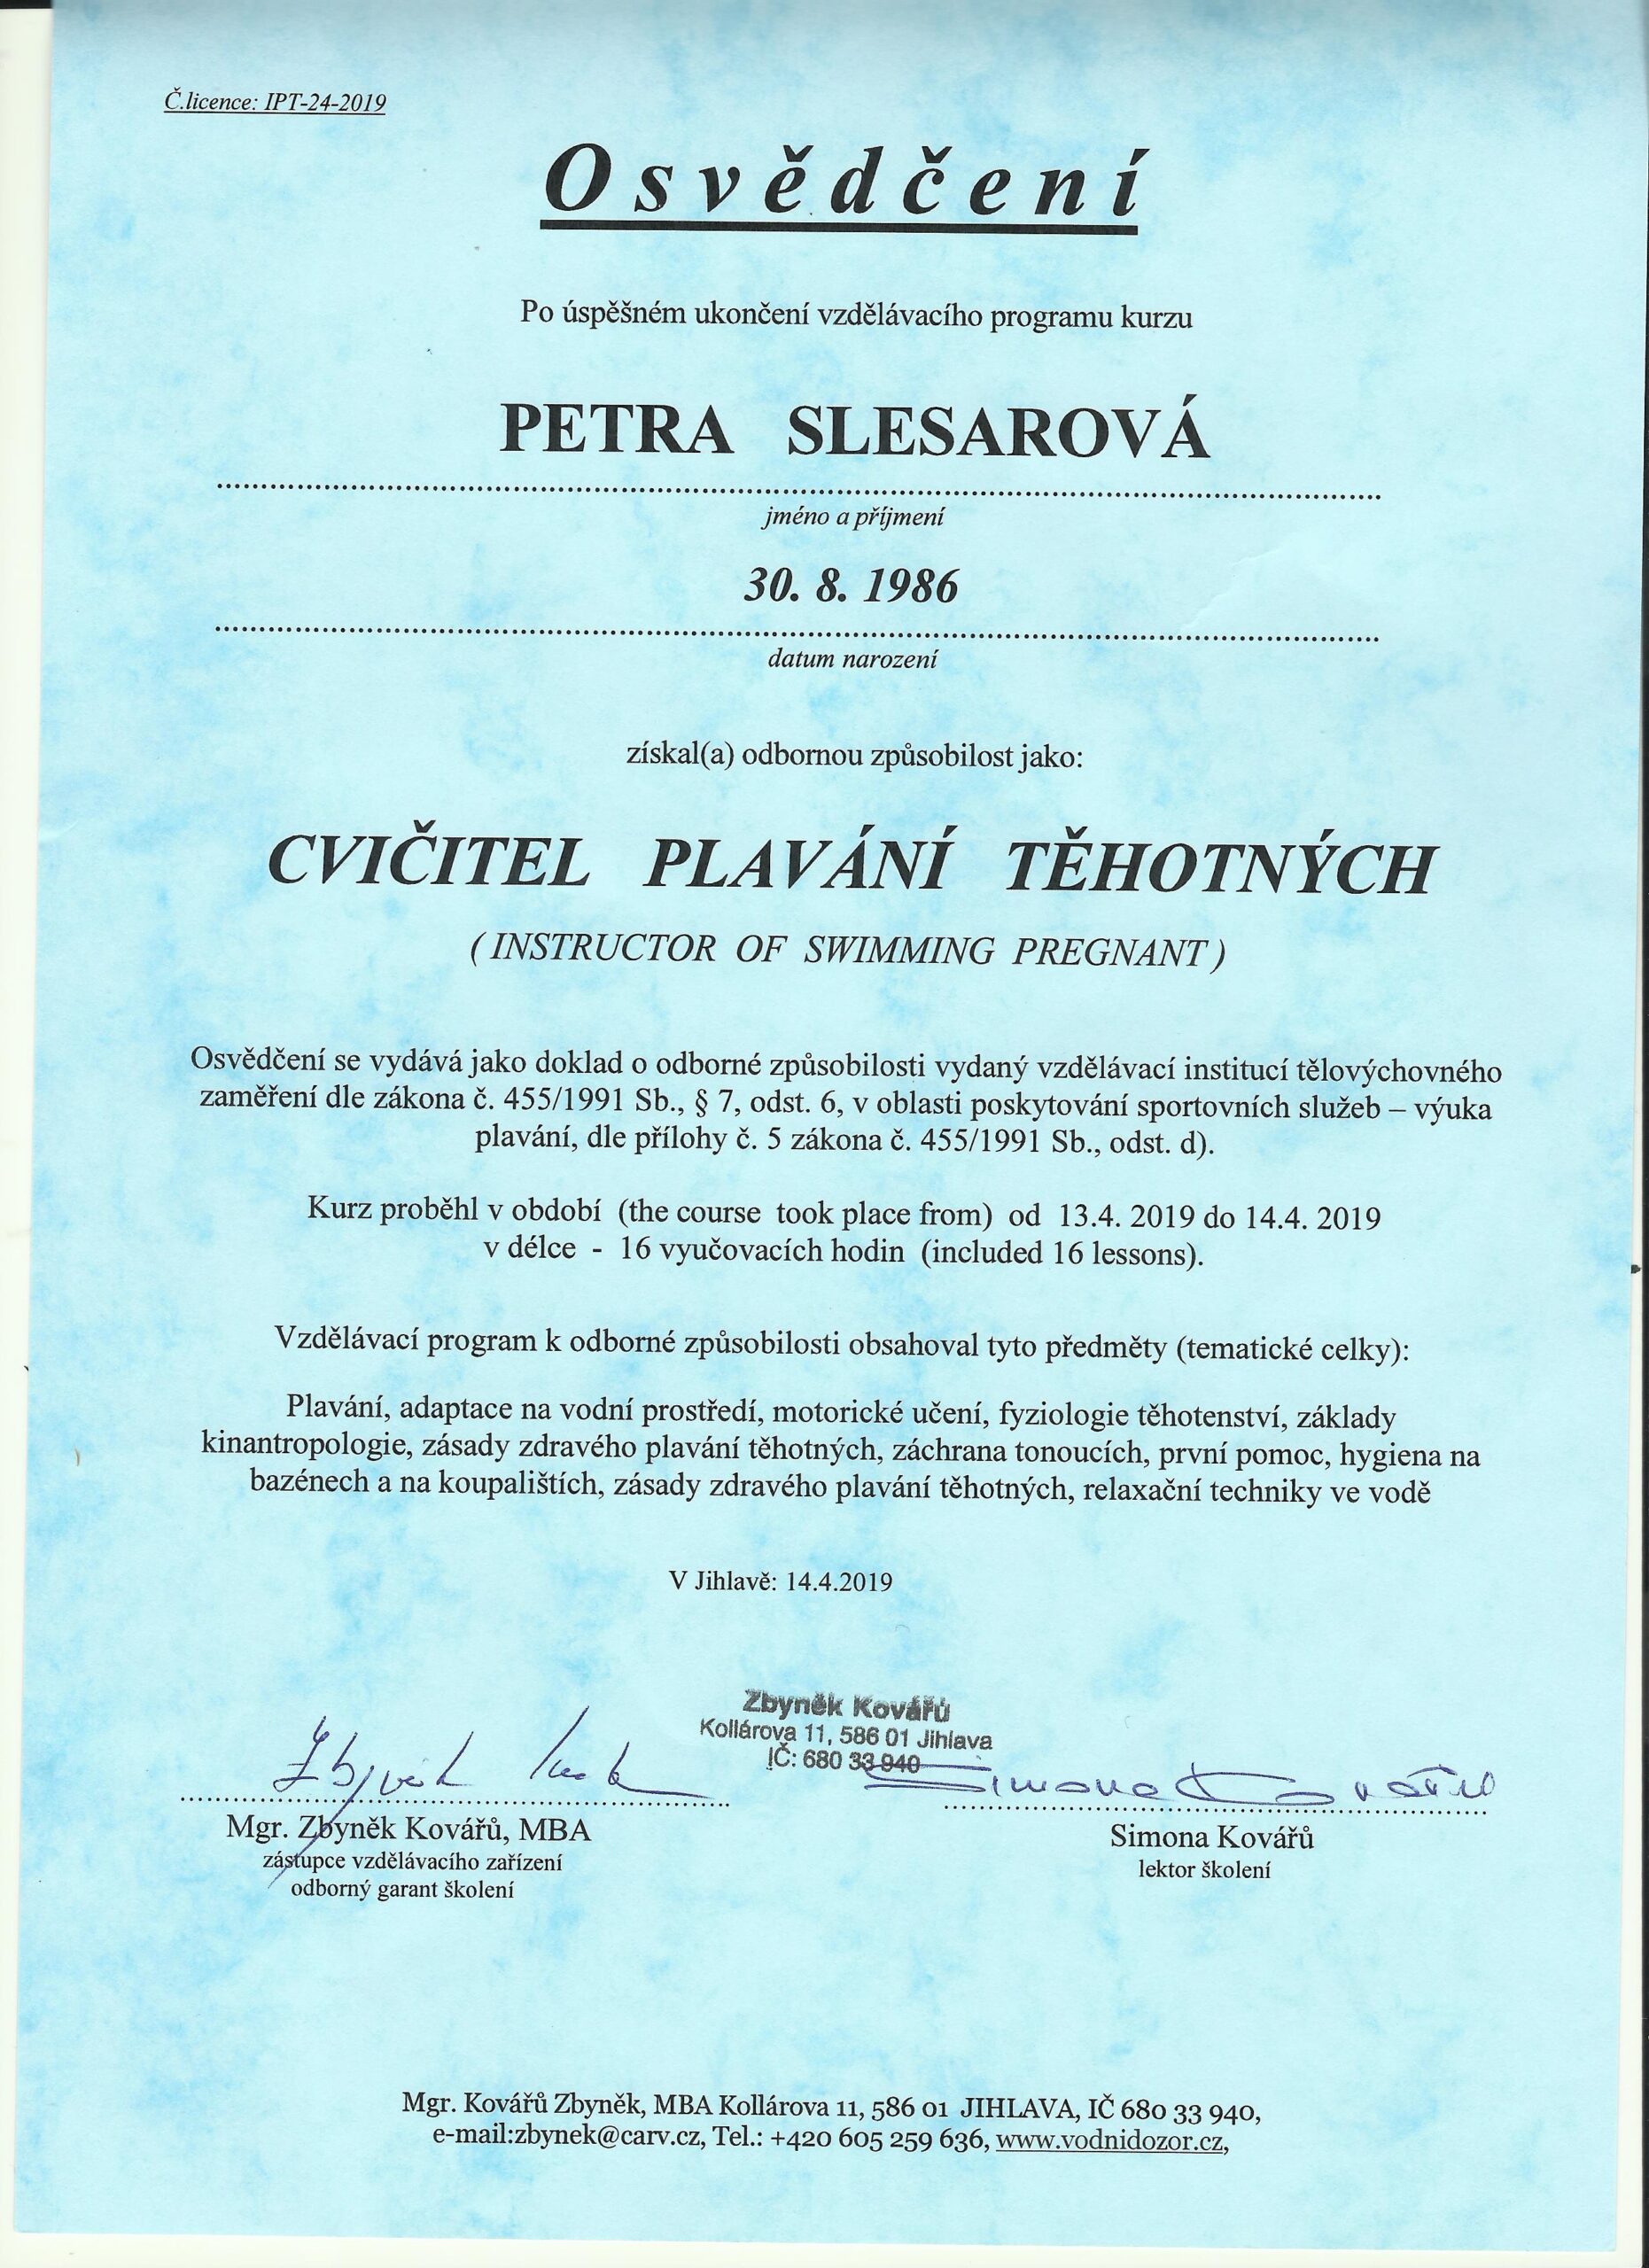 Č.licence: IPT-24-2019
Osvědčení
Po úspěšném ukončení vzdělávacího programu kurzu
PETRA SLESAROVÁ
jméno a příjmení
30. 8. 1986
datum narození
získal(a) odbornou způsobilost jako:
CVIČITEL PLAVÁNÍ TĚHOTNÝCH
( INSTRUCTOR OF SWIMMING PREGNANT )
Osvědčení se vydává jako doklad o odborné způsobilosti vydaný vzdělávací institucí tělovýchovného
zaměření dle zákona č. 455/1991 Sb., § 7, odst. 6, v oblasti poskytování sportovních služeb – výuka
plavání, dle přílohy č. 5 zákona č. 455/1991 Sb., odst. d).
Kurz proběhl v období (the course took place from) od 13.4. 2019 do 14.4. 2019
v délce - 16 vyučovacích hodin (included 16 lessons).
Vzdělávací program k odborné způsobilosti obsahoval tyto předměty (tematické celky):
Plavání, adaptace na vodní prostředí, motorické učení, fyziologie těhotenství, základy
kinantropologie, zásady zdravého plavání těhotných, záchrana tonoucích, první pomoc, hygiena na
bazénech a na koupalištích, zásady zdravého plavání těhotných, relaxační techniky ve vodě
V Jihlavě: 14.4.2019
Zbyněk Kovářů
Kollárova 11, 586 01 Jihlava
IČ: 680 33 940
Zbyněk
Simona Kovářů
Mgr. Zbyněk Kovářů, MBA
zástupce vzdělávacího zařízení
odborný garant školení
Simona Kovářů
lektor školení
Mgr. Kovářů Zbyněk, MBA Kollárova 11, 586 01 JIHLAVA, IČ 680 33 940,
e-mail:zbynek@carv.cz, Tel.: +420 605 259 636, www.vodnidozor.cz,